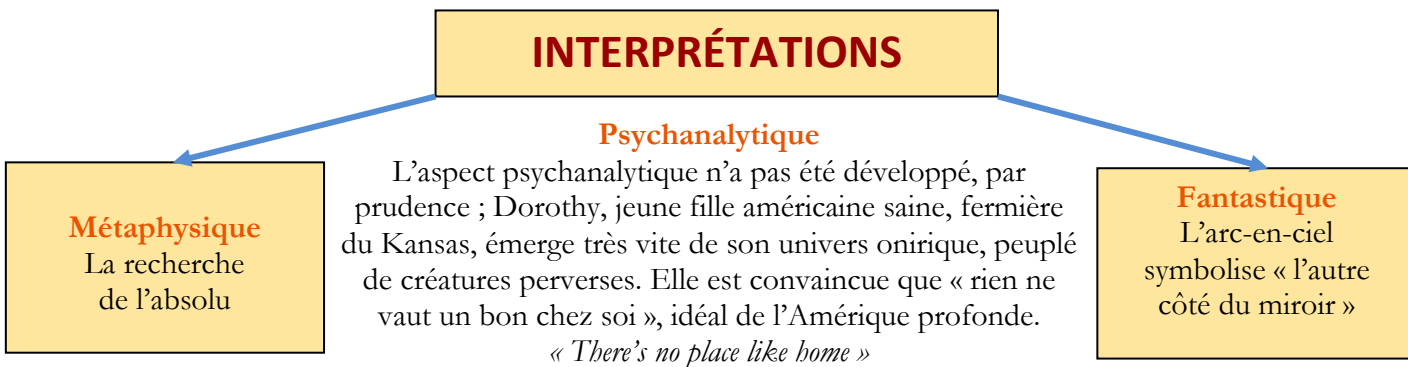 INTERPRÉTATIONS
Métaphysique
La recherche
de l’absolu
Psychanalytique
L’aspect psychanalytique n’a pas été développé, par
prudence ; Dorothy, jeune fille américaine saine, fermière
du Kansas, émerge très vite de son univers onirique, peuplé
de créatures perverses. Elle est convaincue que « rien ne
vaut un bon chez soi », idéal de l’Amérique profonde.
« There’s no place like home »
Fantastique
L’arc-en-ciel
symbolise « l’autre
côté du miroir »